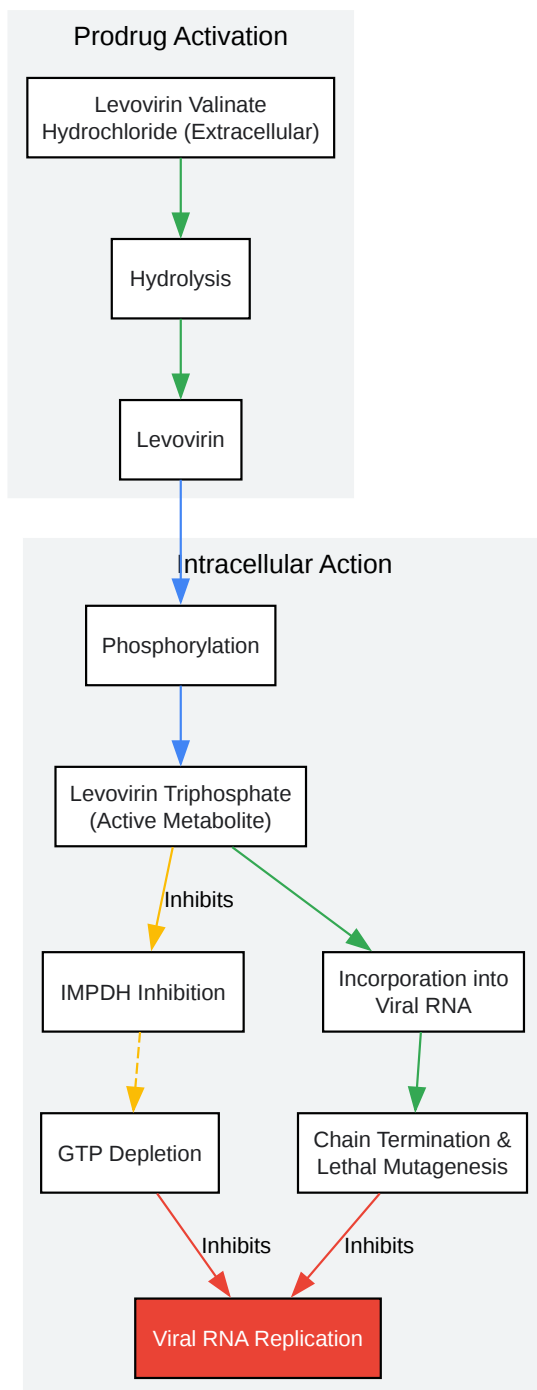 Prodrug Activation
Levovirin Valinate
Hydrochloride (Extracellular)
Hydrolysis
Levovirin
Intracellular Action
Phosphorylation
Levovirin Triphosphate
(Active Metabolite)
Inhibits
IMPDH Inhibition
Incorporation into
Viral RNA
GTP Depletion
Chain Termination &
Lethal Mutagenesis
Inhibits
Inhibits
Viral RNA Replication